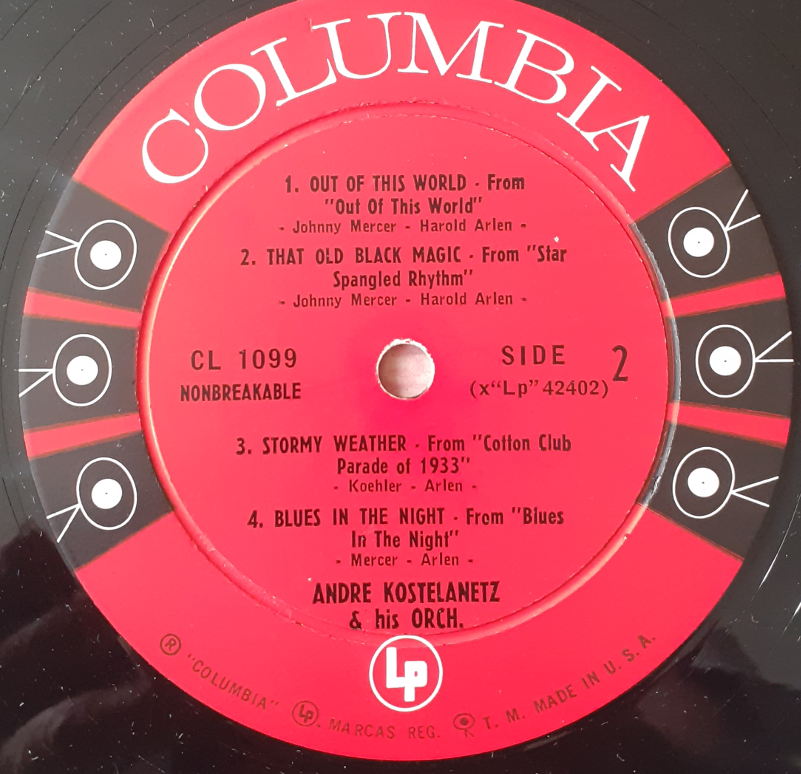 COLUMBIA
1. OUT OF THIS WORLD - From
"Out Of This World"
- Johnny Mercer - Harold Arlen -
2. THAT OLD BLACK MAGIC - From "Star
Spangled Rhythm"
- Johnny Mercer - Harold Arlen -
CL 1099
NONBREAKABLE
SIDE 2
(x"Lp" 42402)
3. STORMY WEATHER - From "Cotton Club
Parade of 1933"
- Koehler - Arlen -
4. BLUES IN THE NIGHT - From "Blues
In The Night"
- Mercer - Arlen -
ANDRE KOSTELANETZ
& his ORCH.
LP
® "COLUMBIA" LP. MARCAS REG. T. M. MADE IN U. S. A.